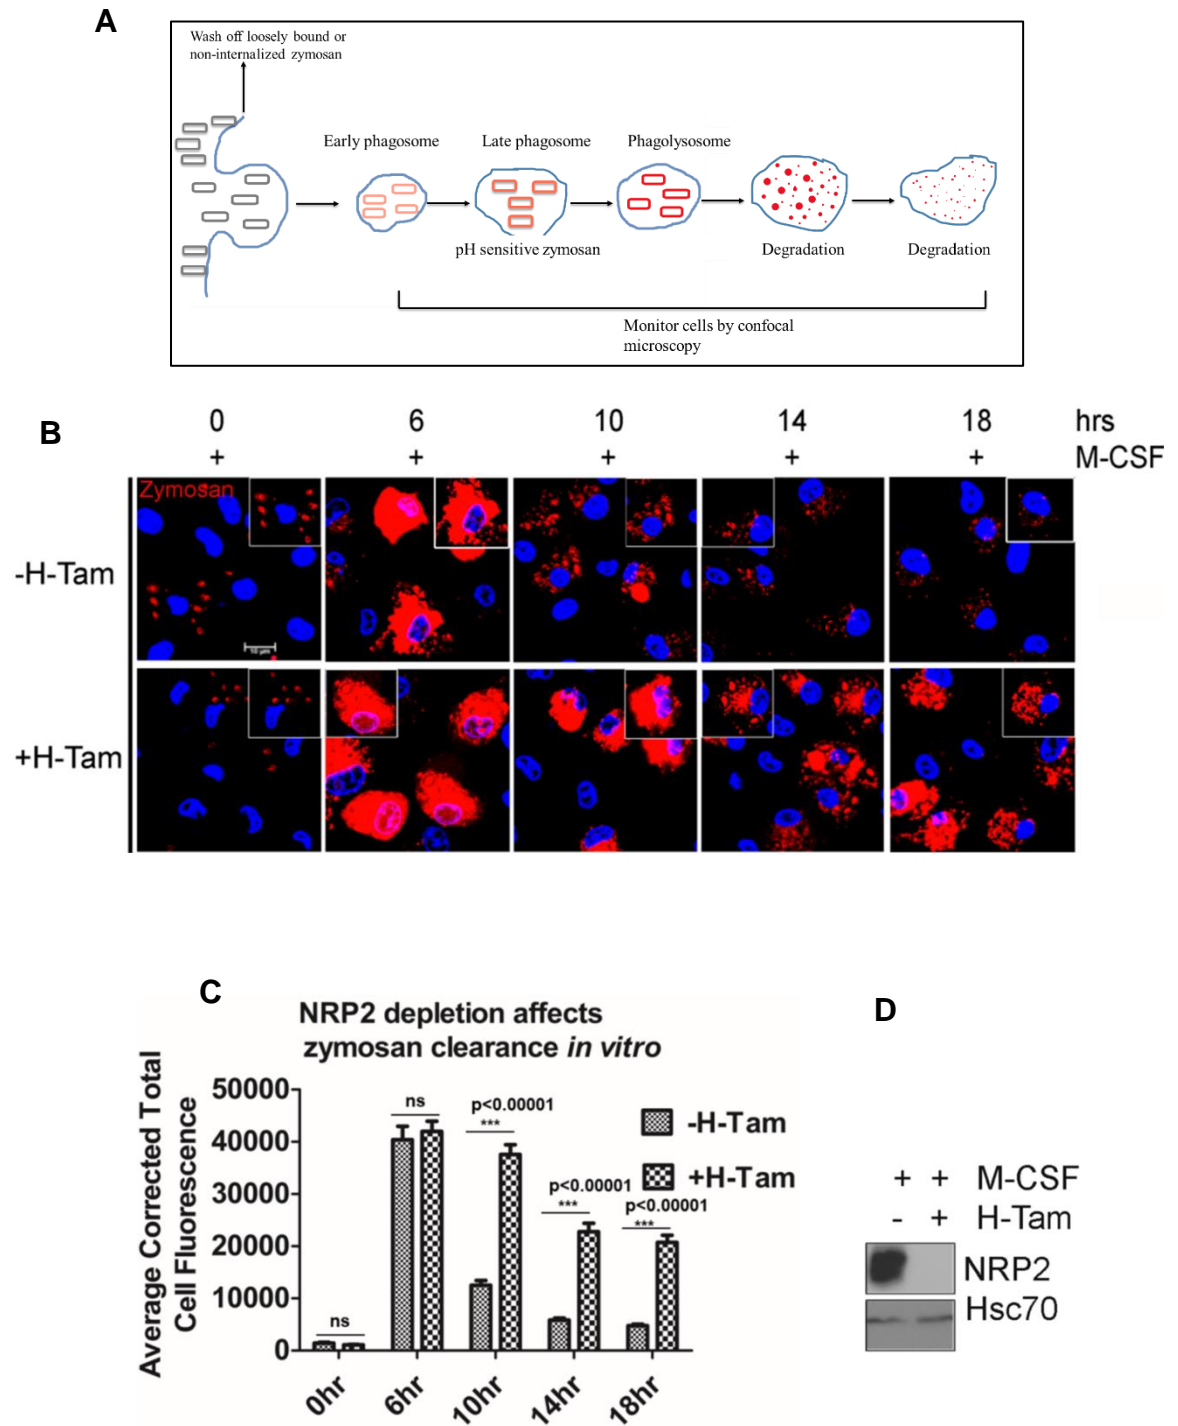 A
Wash off loosely bound or
non-internalized zymosan
Early phagosome
Late phagosome
Phagolysosome
pH sensitive zymosan
Degradation
Degradation
Monitor cells by confocal
microscopy
B
0 6 10 14 18 hrs
+ + + + + M-CSF
Zymosan
-H-Tam
10 µm
+H-Tam
C
NRP2 depletion affects
zymosan clearance in vitro
Average Corrected Total
Cell Fluorescence
50000
40000
30000
20000
10000
0
ns
ns
p<0.00001
***
p<0.00001
***
p<0.00001
***
-H-Tam
+H-Tam
0hr
6hr
10hr
14hr
18hr
D
+ + M-CSF
- + H-Tam
NRP2
Hsc70